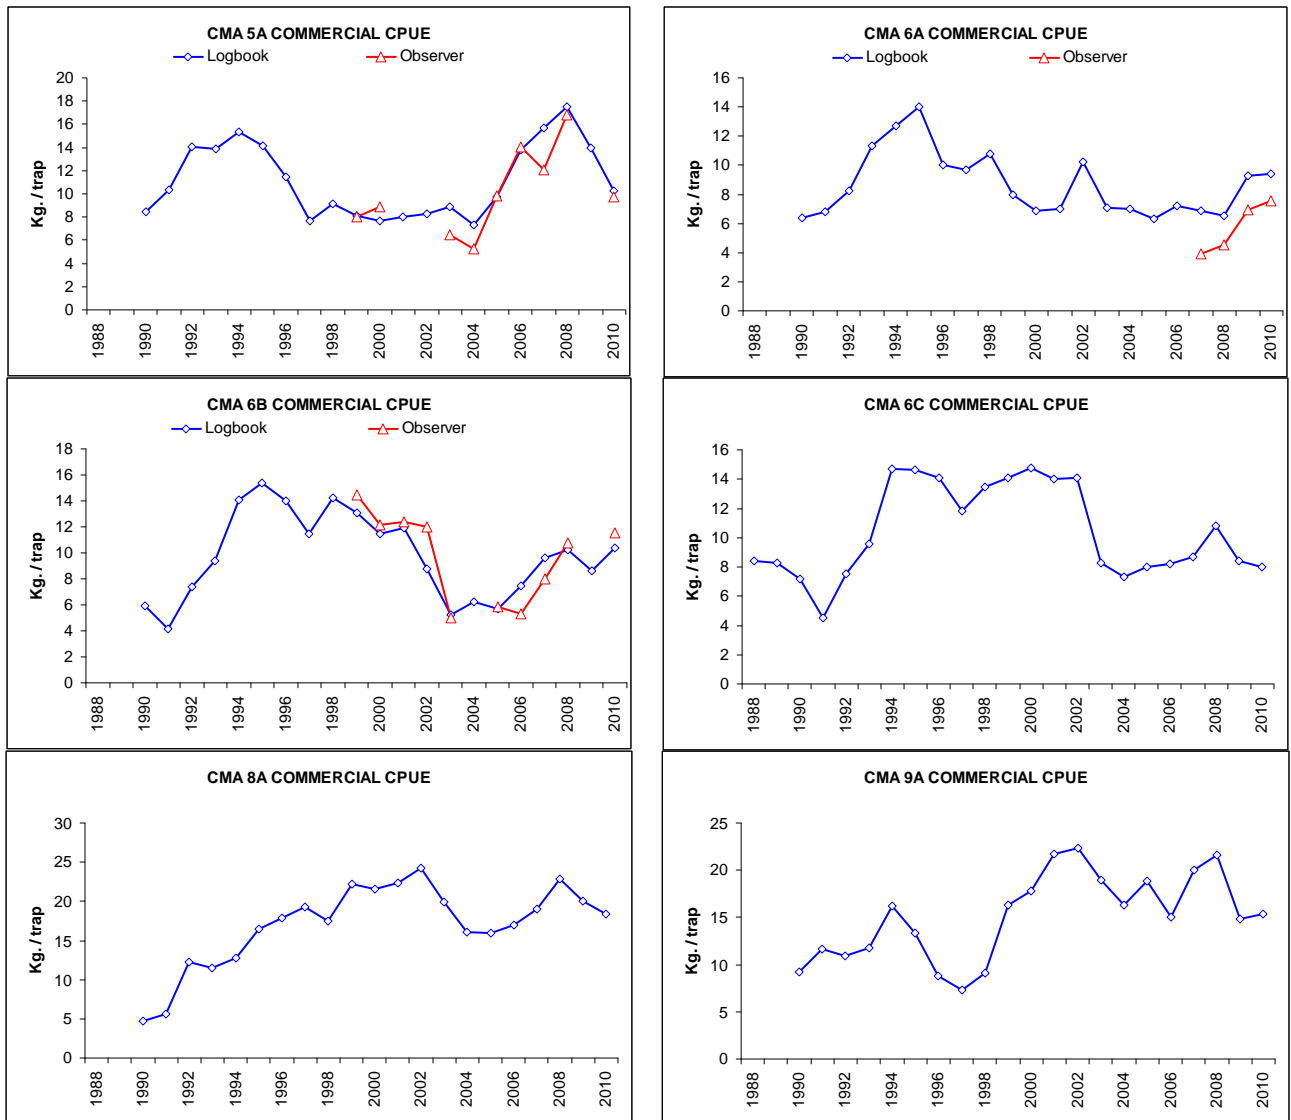 CMA 5A COMMERCIAL CPUE
Logbook Observer
Kg. / trap
20
18
16
14
12
10
8
6
4
2
0
1988 1990 1992 1994 1996 1998 2000 2002 2004 2006 2008 2010
CMA 6A COMMERCIAL CPUE
Logbook Observer
Kg. / trap
16
14
12
10
8
6
4
2
0
1988 1990 1992 1994 1996 1998 2000 2002 2004 2006 2008 2010
CMA 6B COMMERCIAL CPUE
Logbook Observer
Kg. / trap
18
16
14
12
10
8
6
4
2
0
1988 1990 1992 1994 1996 1998 2000 2002 2004 2006 2008 2010
CMA 6C COMMERCIAL CPUE
Kg. / trap
16
14
12
10
8
6
4
2
0
1988 1990 1992 1994 1996 1998 2000 2002 2004 2006 2008 2010
CMA 8A COMMERCIAL CPUE
Kg. / trap
30
25
20
15
10
5
0
1988 1990 1992 1994 1996 1998 2000 2002 2004 2006 2008 2010
CMA 9A COMMERCIAL CPUE
Kg. / trap
25
20
15
10
5
0
1988 1990 1992 1994 1996 1998 2000 2002 2004 2006 2008 2010